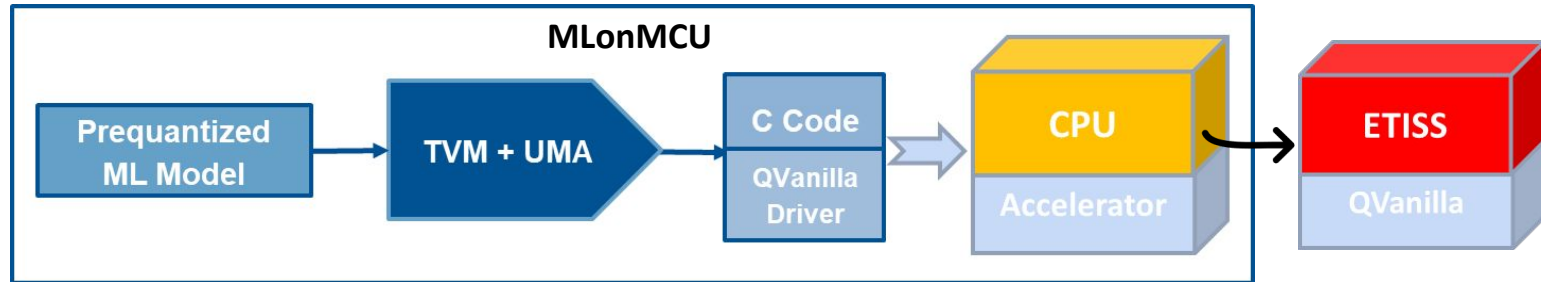 MLonMCU
Prequantized
ML Model
TVM + UMA
C Code
QVanilla
Driver
CPU
Accelerator
ETISS
QVanilla